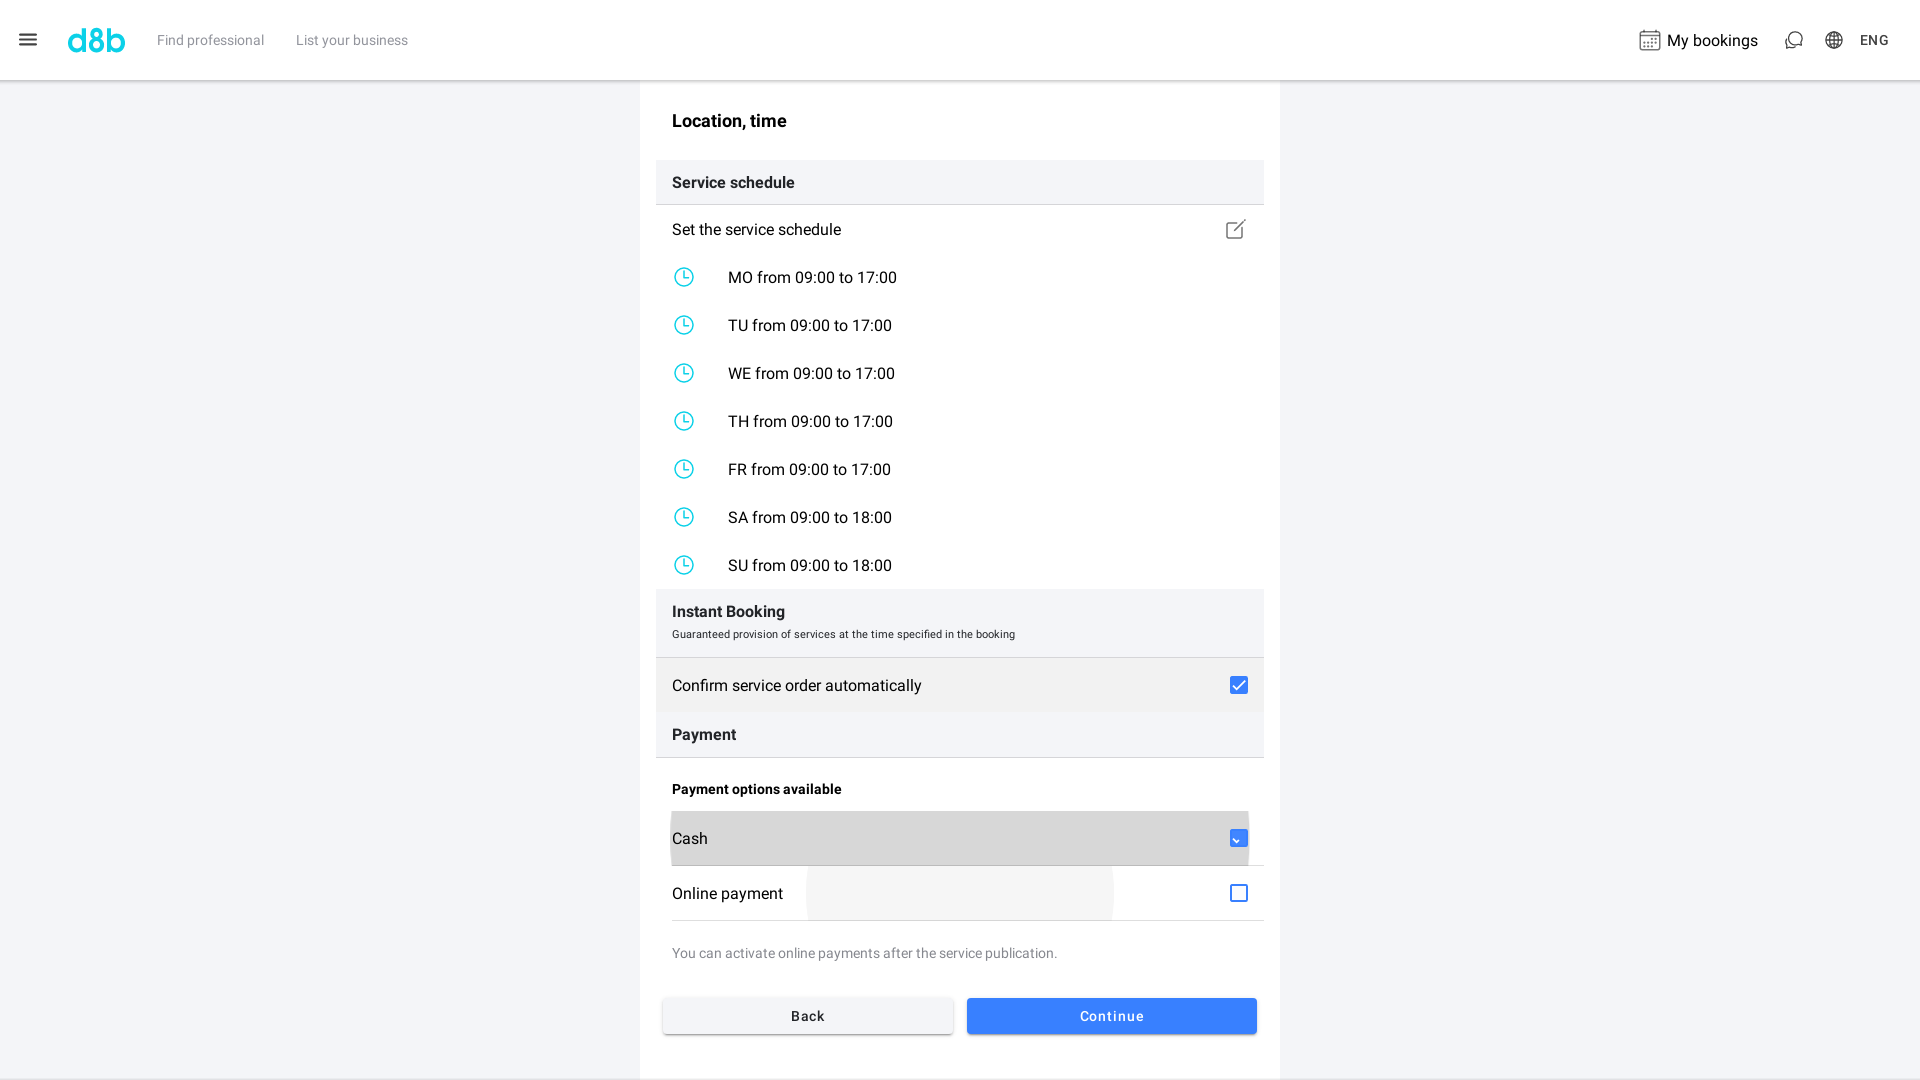 d8b
Find professional
List your business
My bookings
ENG
Location, time
Service schedule
Set the service schedule
MO from 09:00 to 17:00
TU from 09:00 to 17:00
WE from 09:00 to 17:00
TH from 09:00 to 17:00
FR from 09:00 to 17:00
SA from 09:00 to 18:00
SU from 09:00 to 18:00
Instant Booking
Guaranteed provision of services at the time specified in the booking
Confirm service order automatically
Payment
Payment options available
Cash
Online payment
You can activate online payments after the service publication.
Back
Continue